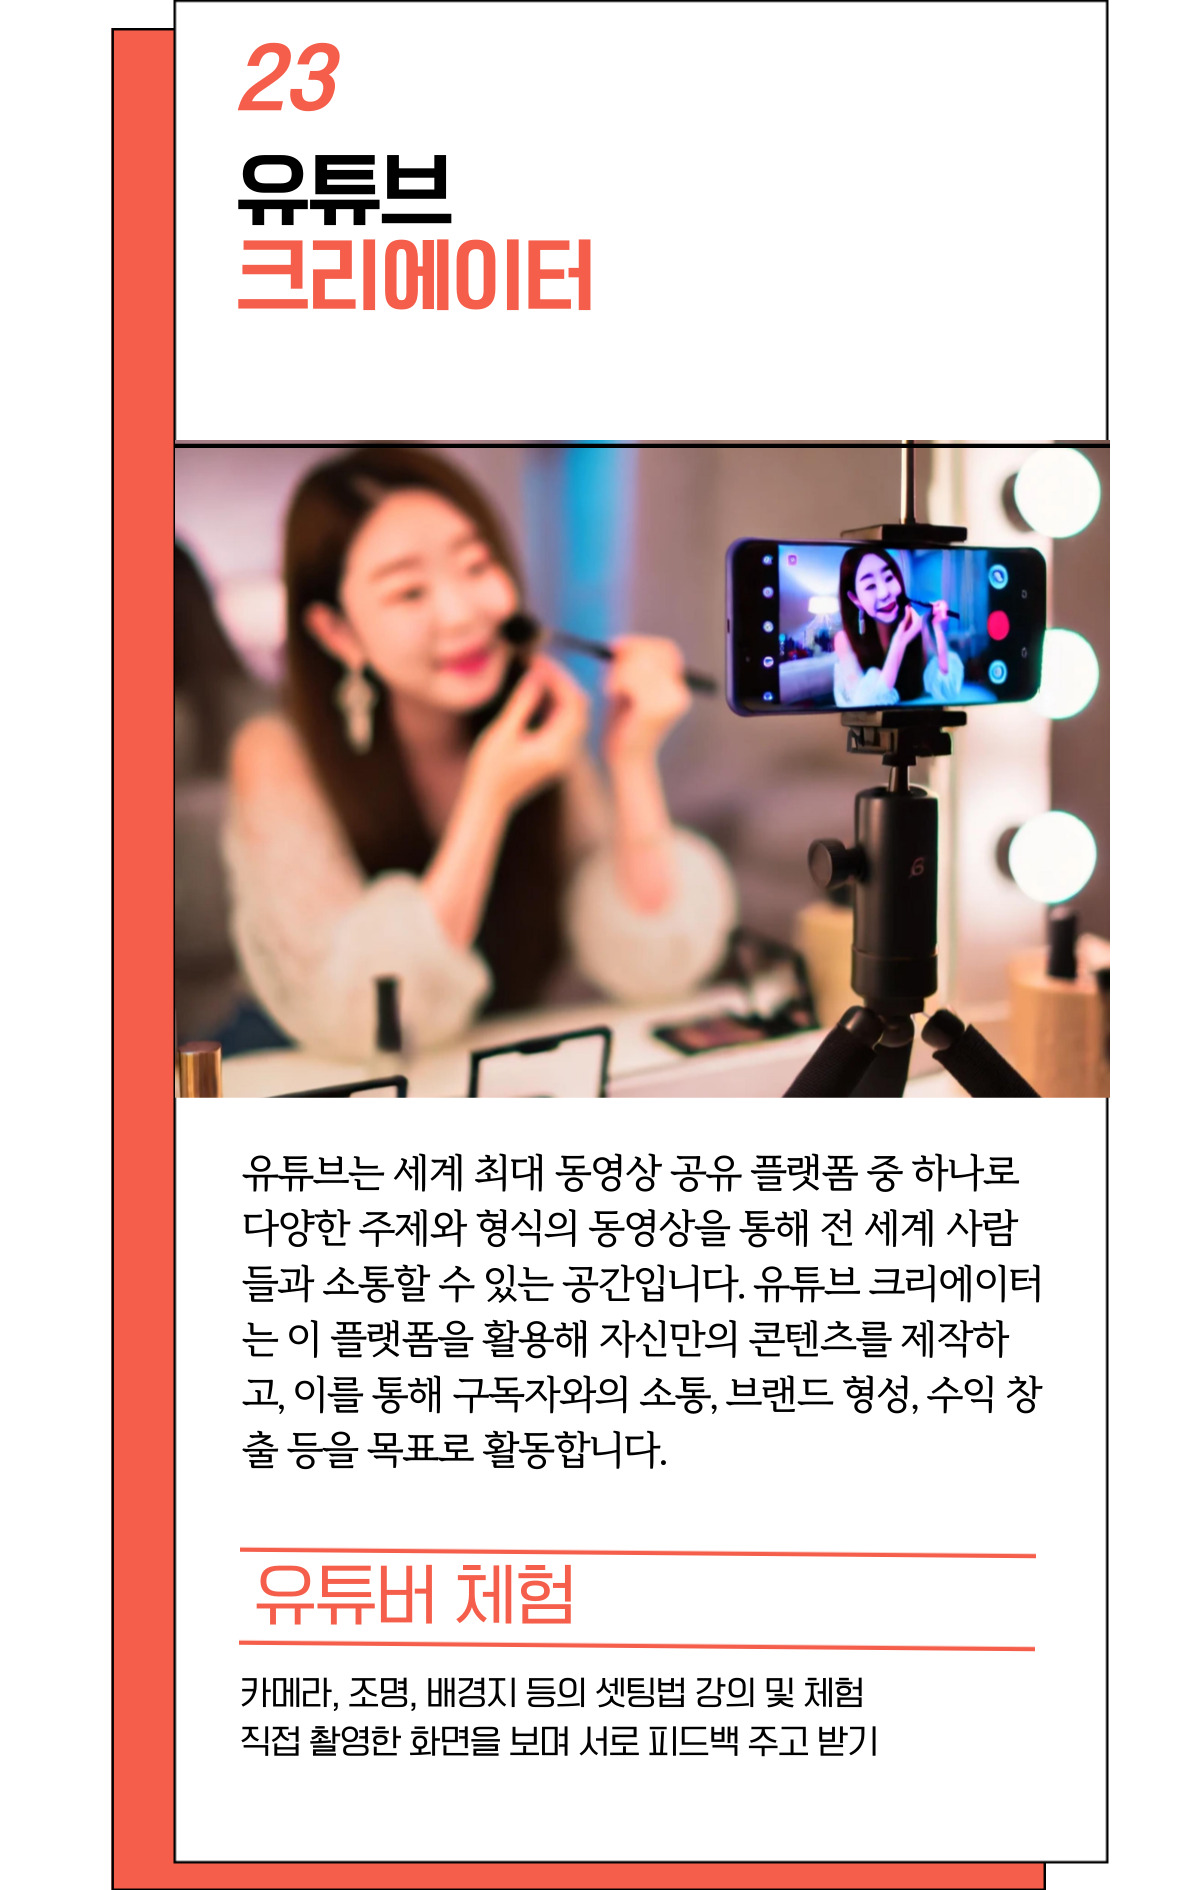 23
유튜브
크리에이터
유튜브는 세계 최대 동영상 공유 플랫폼 중 하나로
다양한 주제와 형식의 동영상을 통해 전 세계 사람
들과 소통할 수 있는 공간입니다. 유튜브 크리에이터
는 이 플랫폼을 활용해 자신만의 콘텐츠를 제작하
고, 이를 통해 구독자와의 소통, 브랜드 형성, 수익 창
출 등을 목표로 활동합니다.
유튜버 체험
카메라, 조명, 배경지 등의 셋팅법 강의 및 체험
직접 촬영한 화면을 보며 서로 피드백 주고 받기